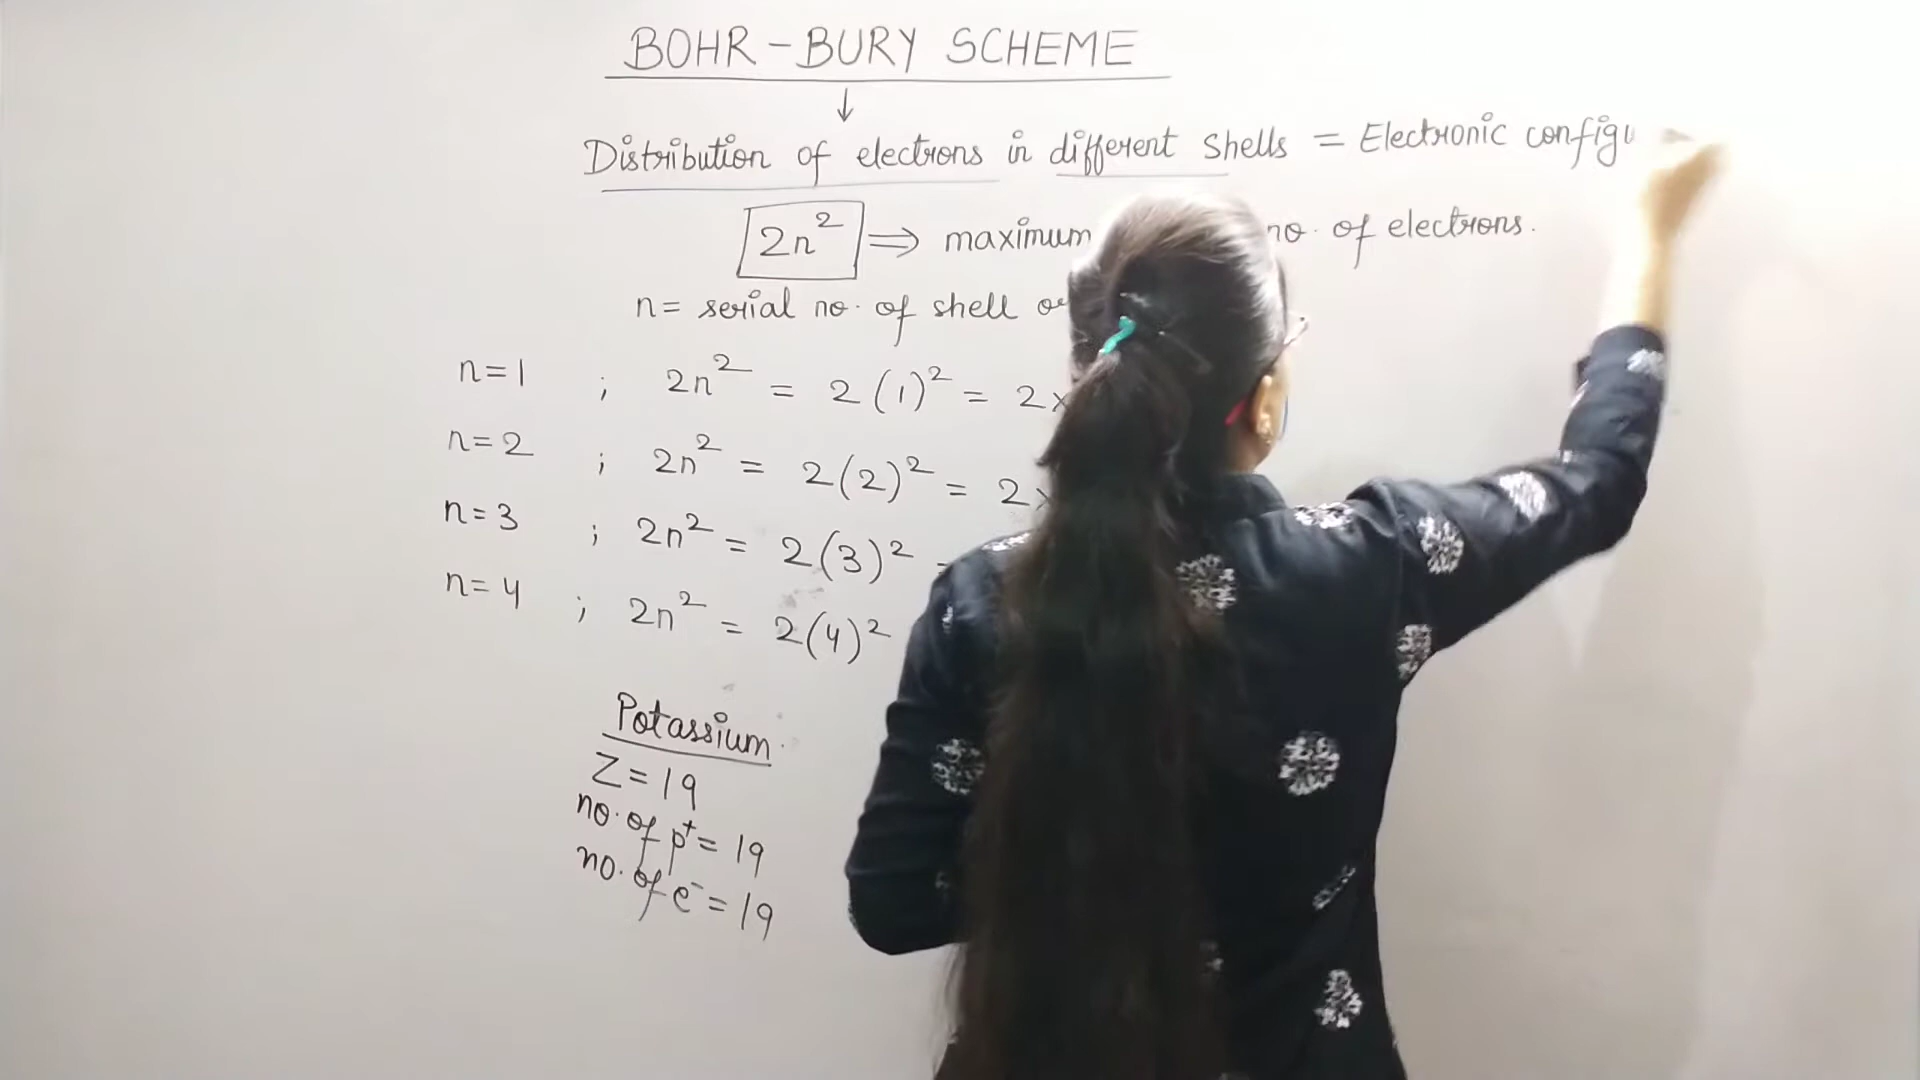 BOHR-BURY SCHEME
↓
Distribution of electrons in different shells = Electronic configu
2n² ⇒ maximum no. of electrons.
n = serial no. of shell
n=1 ; 2n² = 2(1)² = 2×
n=2 ; 2n² = 2(2)² = 2×
n=3 ; 2n² = 2(3)²
n=4 ; 2n² = 2(4)²
Potassium
Z=19
no. of p⁺ = 19
no. of e⁻ = 19